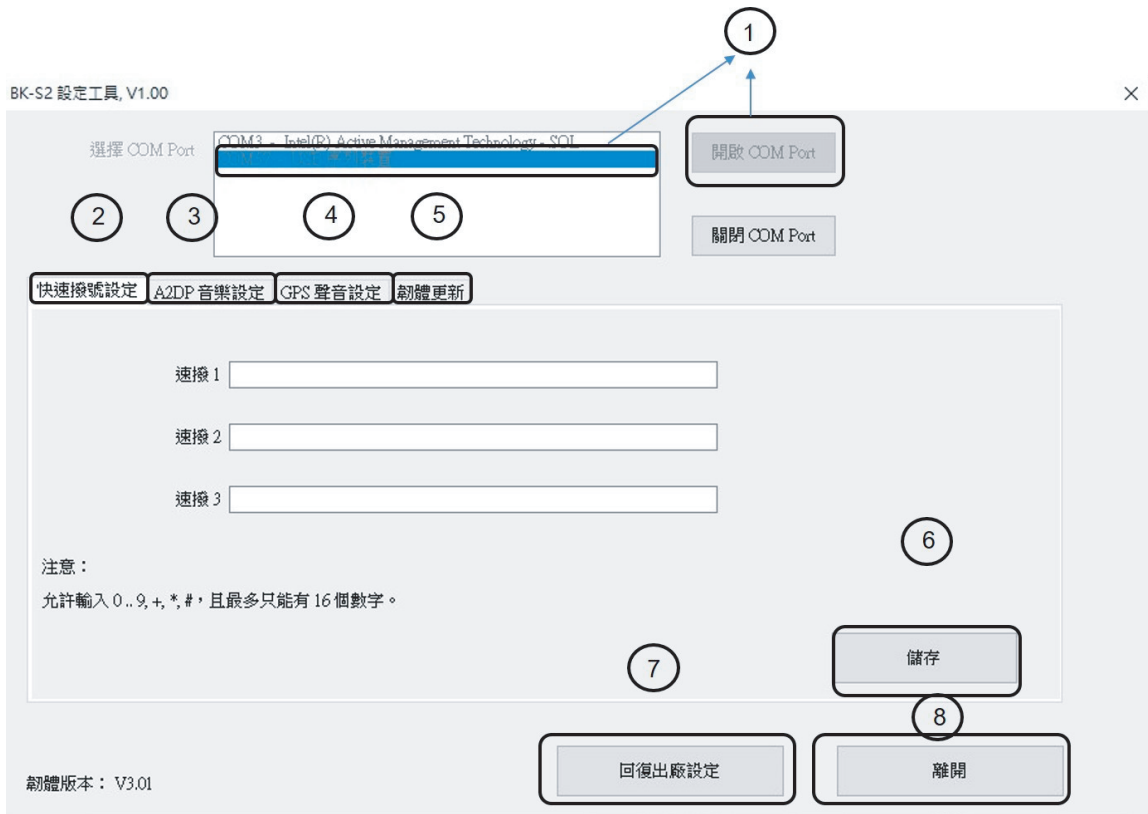 1
BK-S2 設定工具, V1.00
選擇 COM Port
COM3 - Intel(R) Active Management Technology - SOL
開啟 COM Port
2
3
4
5
關閉 COM Port
快速撥號設定 A2DP 音樂設定 GPS 聲音設定 韌體更新
速撥 1
速撥 2
速撥 3
6
注意：
允許輸入 0 .. 9, +, *, #，且最多只能有 16 個數字。
儲存
7
8
回復出廠設定
離開
韌體版本： V3.01